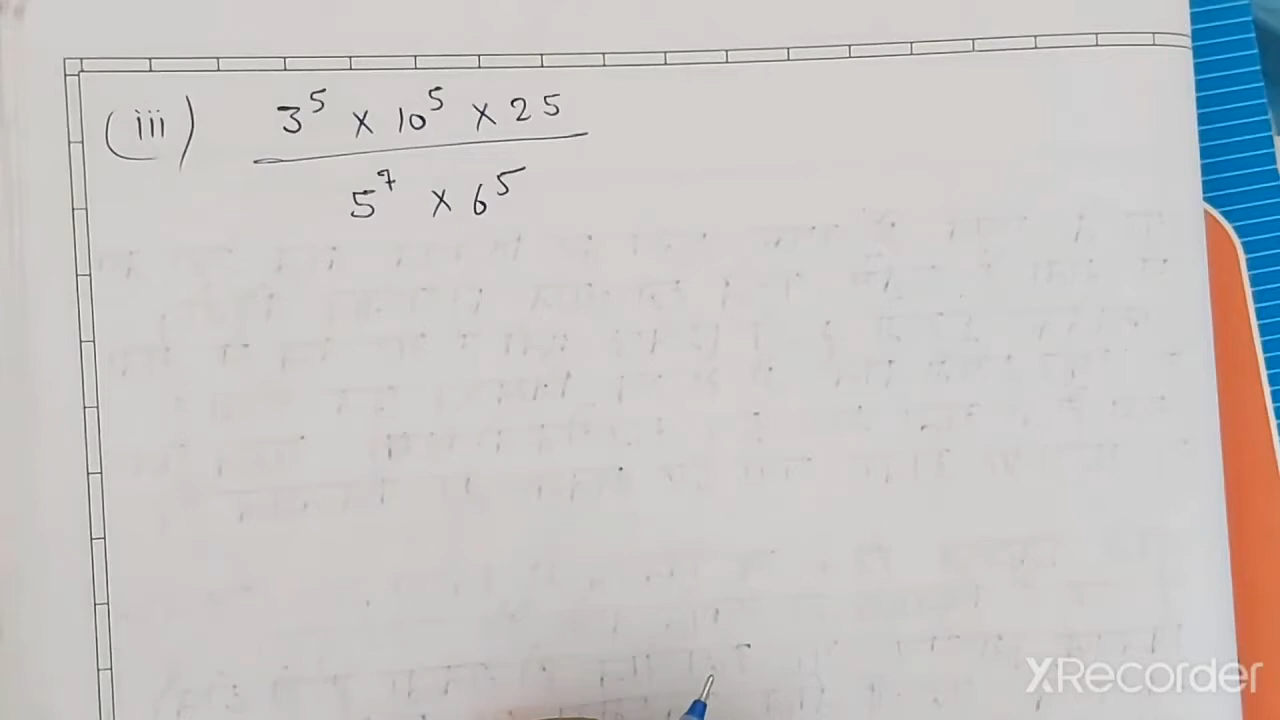 (iii) 3⁵ × 10⁵ × 25
5⁷ × 6⁵
XRecorder